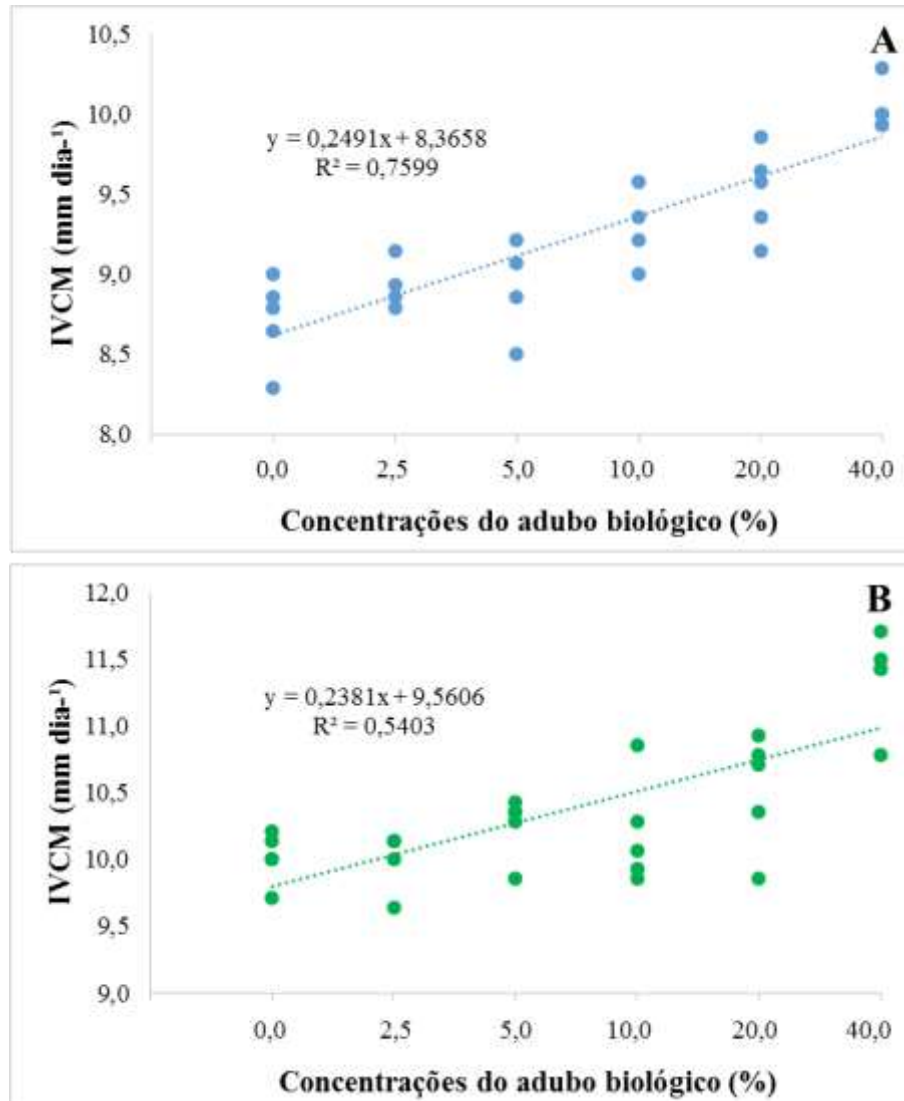 A
10,5
10,0
9,5
9,0
8,5
8,0
IVCM (mm dia-¹)
y = 0,2491x + 8,3658
R² = 0,7599
0,0 2,5 5,0 10,0 20,0 40,0
Concentrações do adubo biológico (%)
B
12,0
11,5
11,0
10,5
10,0
9,5
9,0
IVCM (mm dia-¹)
y = 0,2381x + 9,5606
R² = 0,5403
0,0 2,5 5,0 10,0 20,0 40,0
Concentrações do adubo biológico (%)